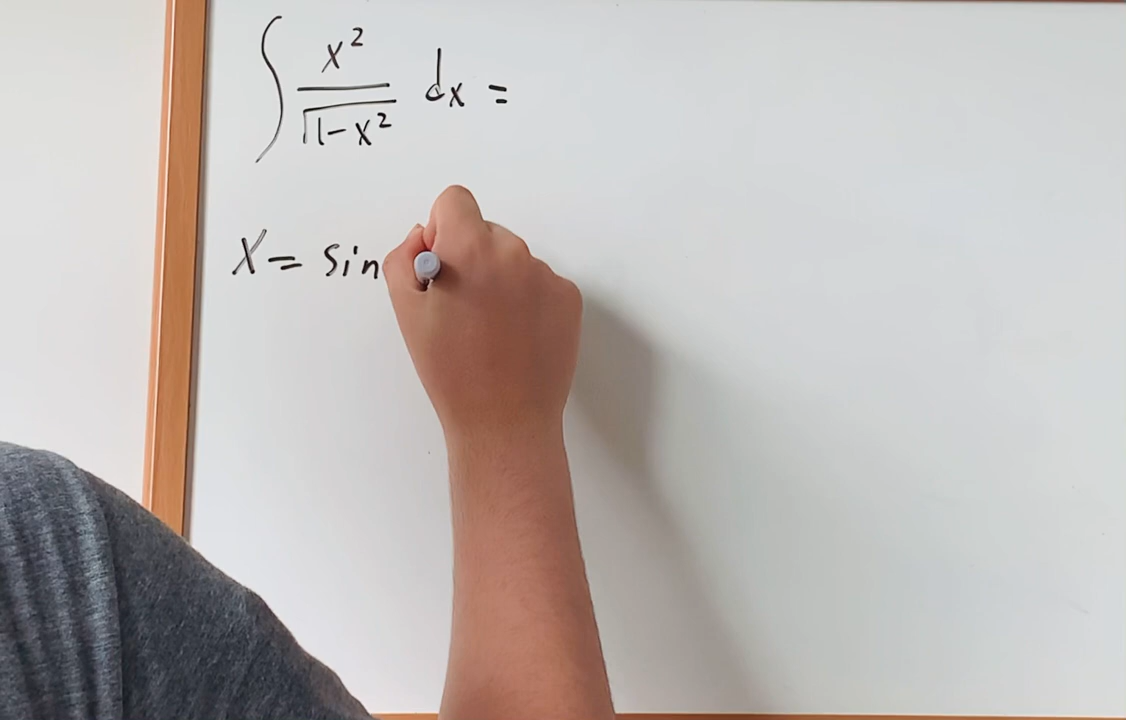 ∫ x²/√(1-x²) dx =
x = sin